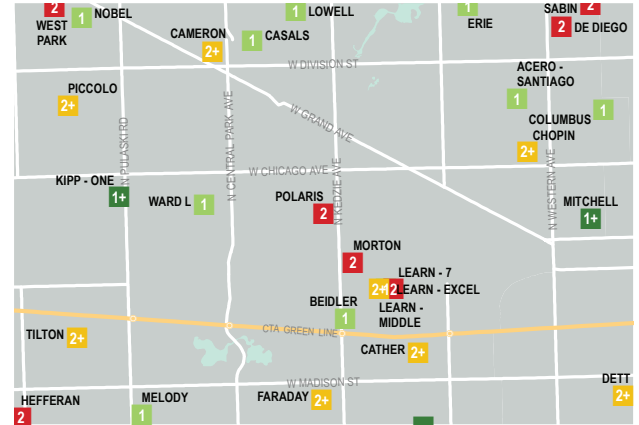 2
WEST
PARK
1
NOBEL
CAMERON
2+
1
CASALS
1
LOWELL
1
ERIE
SABIN
2
2
DE DIEGO
W DIVISION ST
ACERO -
SANTIAGO
1
1
COLUMBUS
CHOPIN
2+
PICCOLO
2+
N PULASKI RD
N CENTRAL PARK AVE
W GRAND AVE
N KEDZIE AVE
N WESTERN AVE
W CHICAGO AVE
KIPP - ONE
1+
WARD L
1
POLARIS
2
MITCHELL
1+
MORTON
2
LEARN - 7
2+
2
LEARN - EXCEL
LEARN -
MIDDLE
BEIDLER
1
CTA GREEN LINE
TILTON
2+
CATHER
2+
W MADISON ST
DETT
2+
HEFFERAN
2
MELODY
1
FARADAY
2+